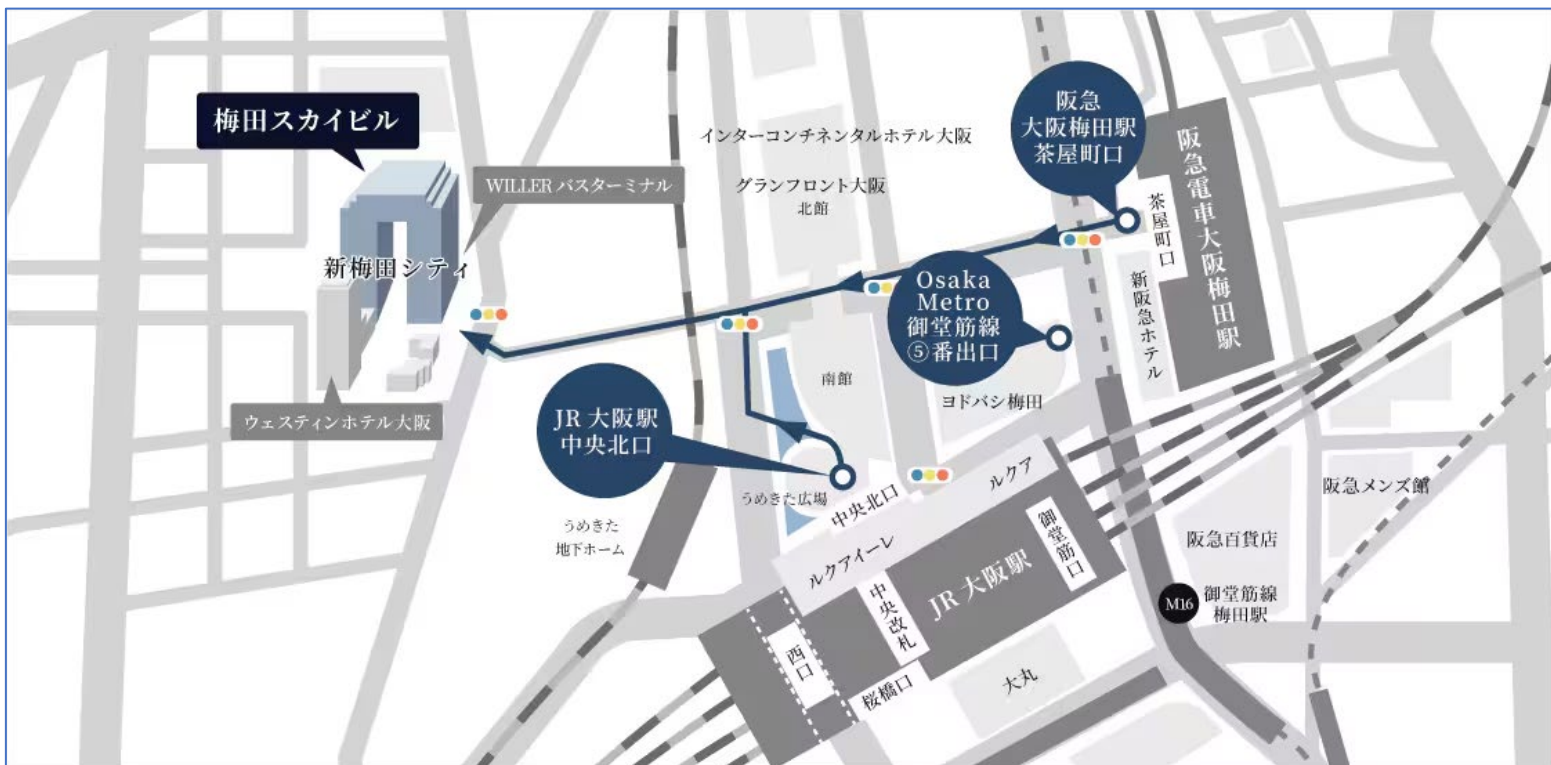 梅田スカイビル
WILLER バスターミナル
新梅田シティ
ウェスティンホテル大阪
インターコンチネンタルホテル大阪
グランフロント大阪
北館
阪急
大阪梅田駅
茶屋町口
阪急電車大阪梅田駅
茶屋町口
新阪急ホテル
Osaka
Metro
御堂筋線
⑤番出口
ヨドバシ梅田
南館
JR 大阪駅
中央北口
うめきた広場
うめきた
地下ホーム
中央北口
ルクア
ルクアイーレ
JR 大阪駅
御堂筋口
中央改札
西口
桜橋口
大丸
阪急メンズ館
阪急百貨店
M16
御堂筋線
梅田駅